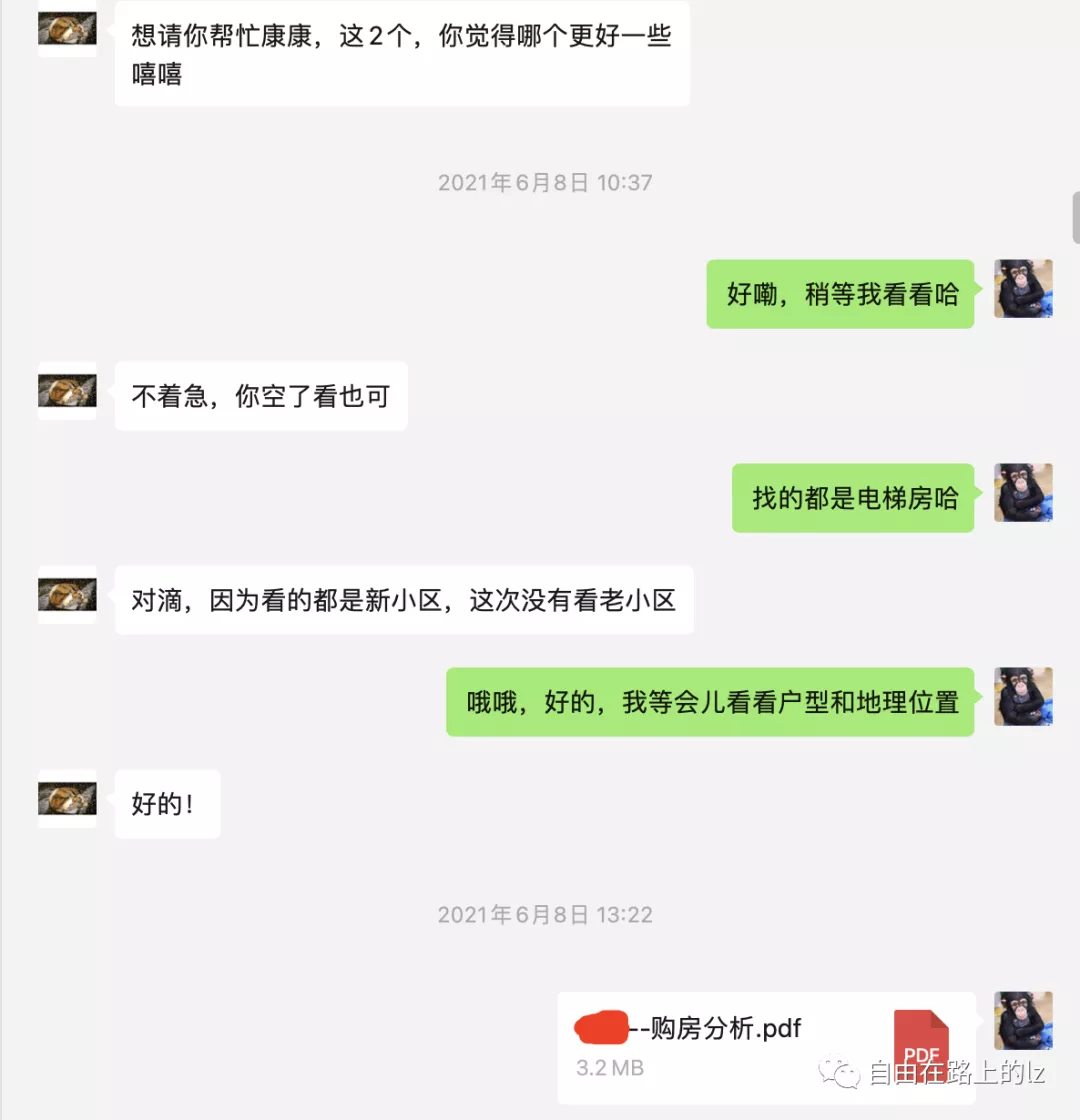 想请你帮忙康康，这2个，你觉得哪个更好一些
嘻嘻
2021年6月8日 10:37
好嘞，稍等我看看哈
不着急，你空了看也可
找的都是电梯房哈
对滴，因为看的都是新小区，这次没有看老小区
哦哦，好的，我等会儿看看户型和地理位置
好的！
2021年6月8日 13:22
--购房分析.pdf
3.2 MB
PDF
自由在路上的lz